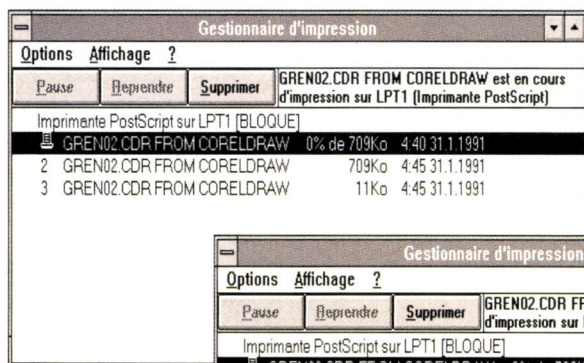 Gestionnaire d'impression
Options Affichage ?
Pause Reprendre Supprimer GREN02.CDR FROM CORELDRAW est en cours
d'impression sur LPT1 (Imprimante PostScript)
Imprimante PostScript sur LPT1 [BLOQUE]
GREN02.CDR FROM CORELDRAW 0% de 709Ko 4:40 31.1.1991
2 GREN02.CDR FROM CORELDRAW 709Ko 4:45 31.1.1991
3 GREN02.CDR FROM CORELDRAW 11Ko 4:45 31.1.1991
Gestionnaire d'impression
Options Affichage ?
Pause Reprendre Supprimer GREN02.CDR FR
d'impression sur
Imprimante PostScript sur LPT1 [BLOQUE]